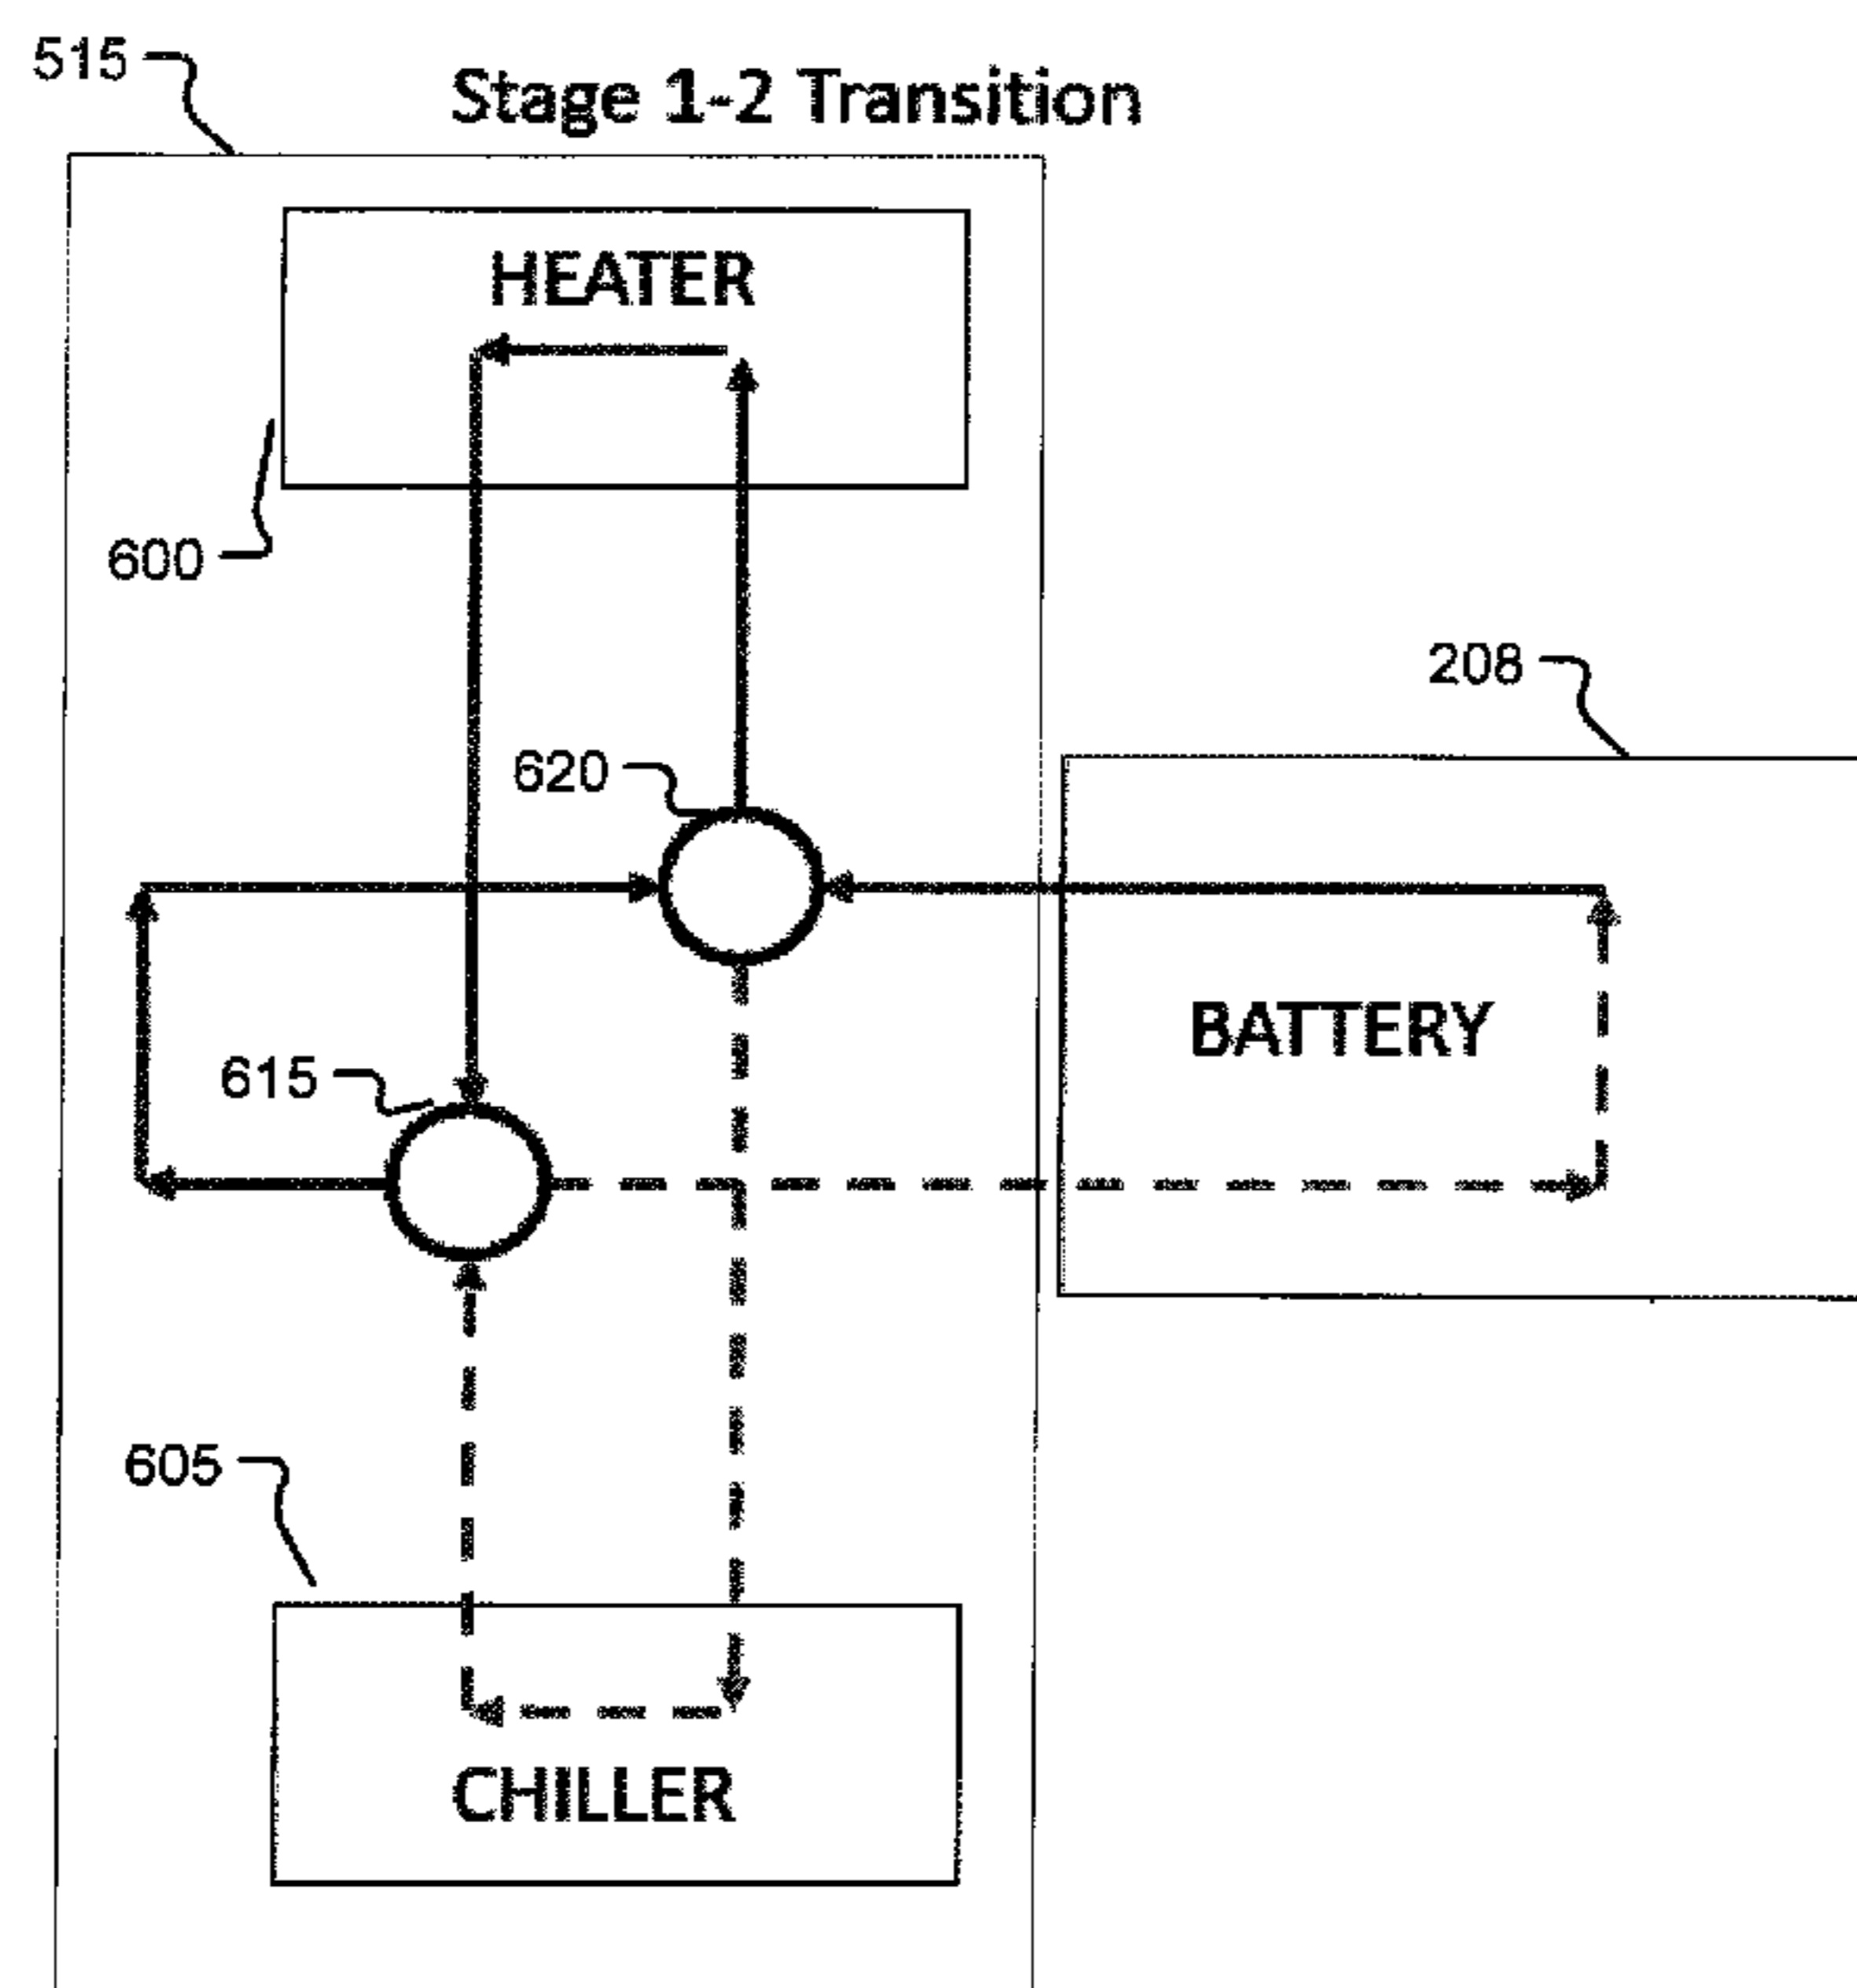 515
Stage 1-2 Transition
HEATER
600
208
620
BATTERY
615
605
CHILLER